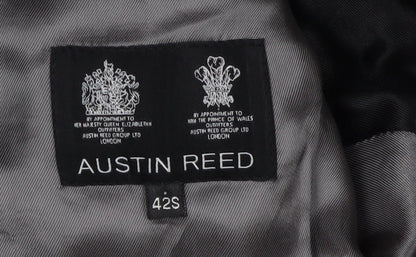 BY APPOINTMENT TO
HER MAJESTY QUEEN ELIZABETH II
OUTFITTERS
AUSTIN REED GROUP LTD
LONDON
BY APPOINTMENT TO
HRH THE PRINCE OF WALES
OUTFITTERS
AUSTIN REED GROUP LTD
LONDON
AUSTIN REED
42S